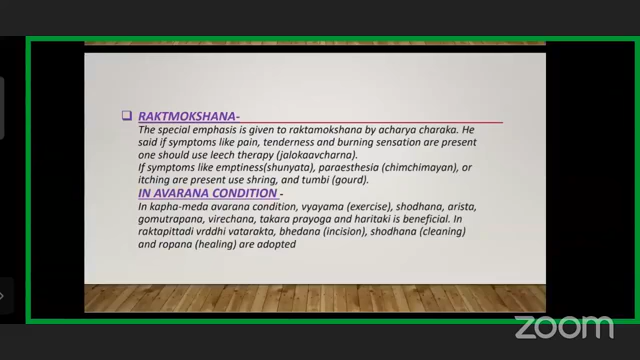 RAKTMOKSHANA-
The special emphasis is given to raktamokshana by acharya charaka. He
said if symptoms like pain, tenderness and burning sensation are present
one should use leech therapy (jalokaavcharna).
If symptoms like emptiness(shunyata), paraesthesia (chimchimayan), or
itching are present use shring, and tumbi (gourd).
IN AVARANA CONDITION -
In kapha-meda avarana condition, vyayama (exercise), shodhana, arista,
gomutrapana, virechana, takara prayoga and haritaki is beneficial. In
raktapittadi vrddhi vatarakta, bhedana (incision), shodhana (cleaning)
and ropana (healing) are adopted
zoom